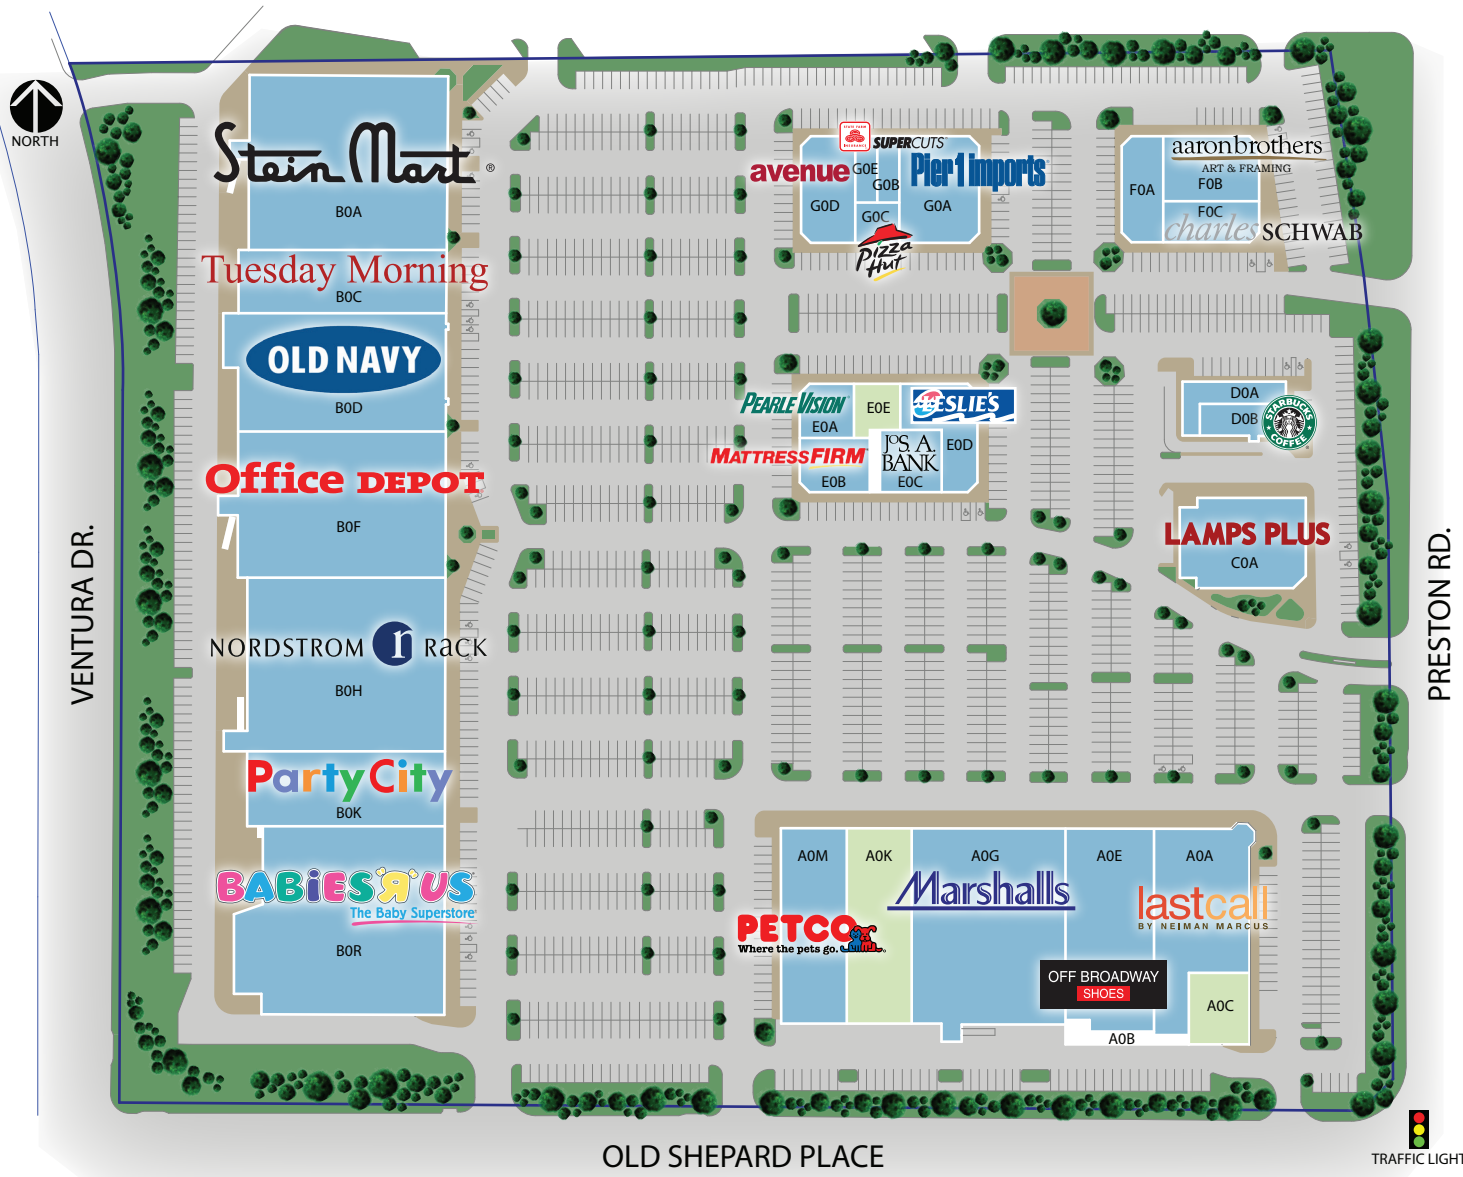 NORTH
Stein Mart®
B0A
Tuesday Morning
B0C
OLD NAVY
B0D
Office DEPOT
B0F
NORDSTROM r RACK
B0H
Party City
B0K
BABIES"R"US
The Baby Superstore
B0R
VENTURA DR.
STATE FARM
INSURANCE
SUPERCUTS
avenue
G0E
Pier 1 imports
G0B
G0D
G0C
G0A
Pizza
Hut
aaronbrothers
ART & FRAMING
F0A
F0B
F0C
charles SCHWAB
PEARLE VISION
E0E
LESLIE'S
E0A
MATTRESSFIRM
JOS. A.
BANK
E0D
E0B
E0C
D0A
D0B
STARBUCKS
COFFEE
LAMPS PLUS
C0A
PRESTON RD.
A0M
A0K
A0G
A0E
A0A
Marshalls
lastcall
BY NEIMAN MARCUS
PETCO
Where the pets go.
OFF BROADWAY
SHOES
A0C
A0B
OLD SHEPARD PLACE
TRAFFIC LIGHT